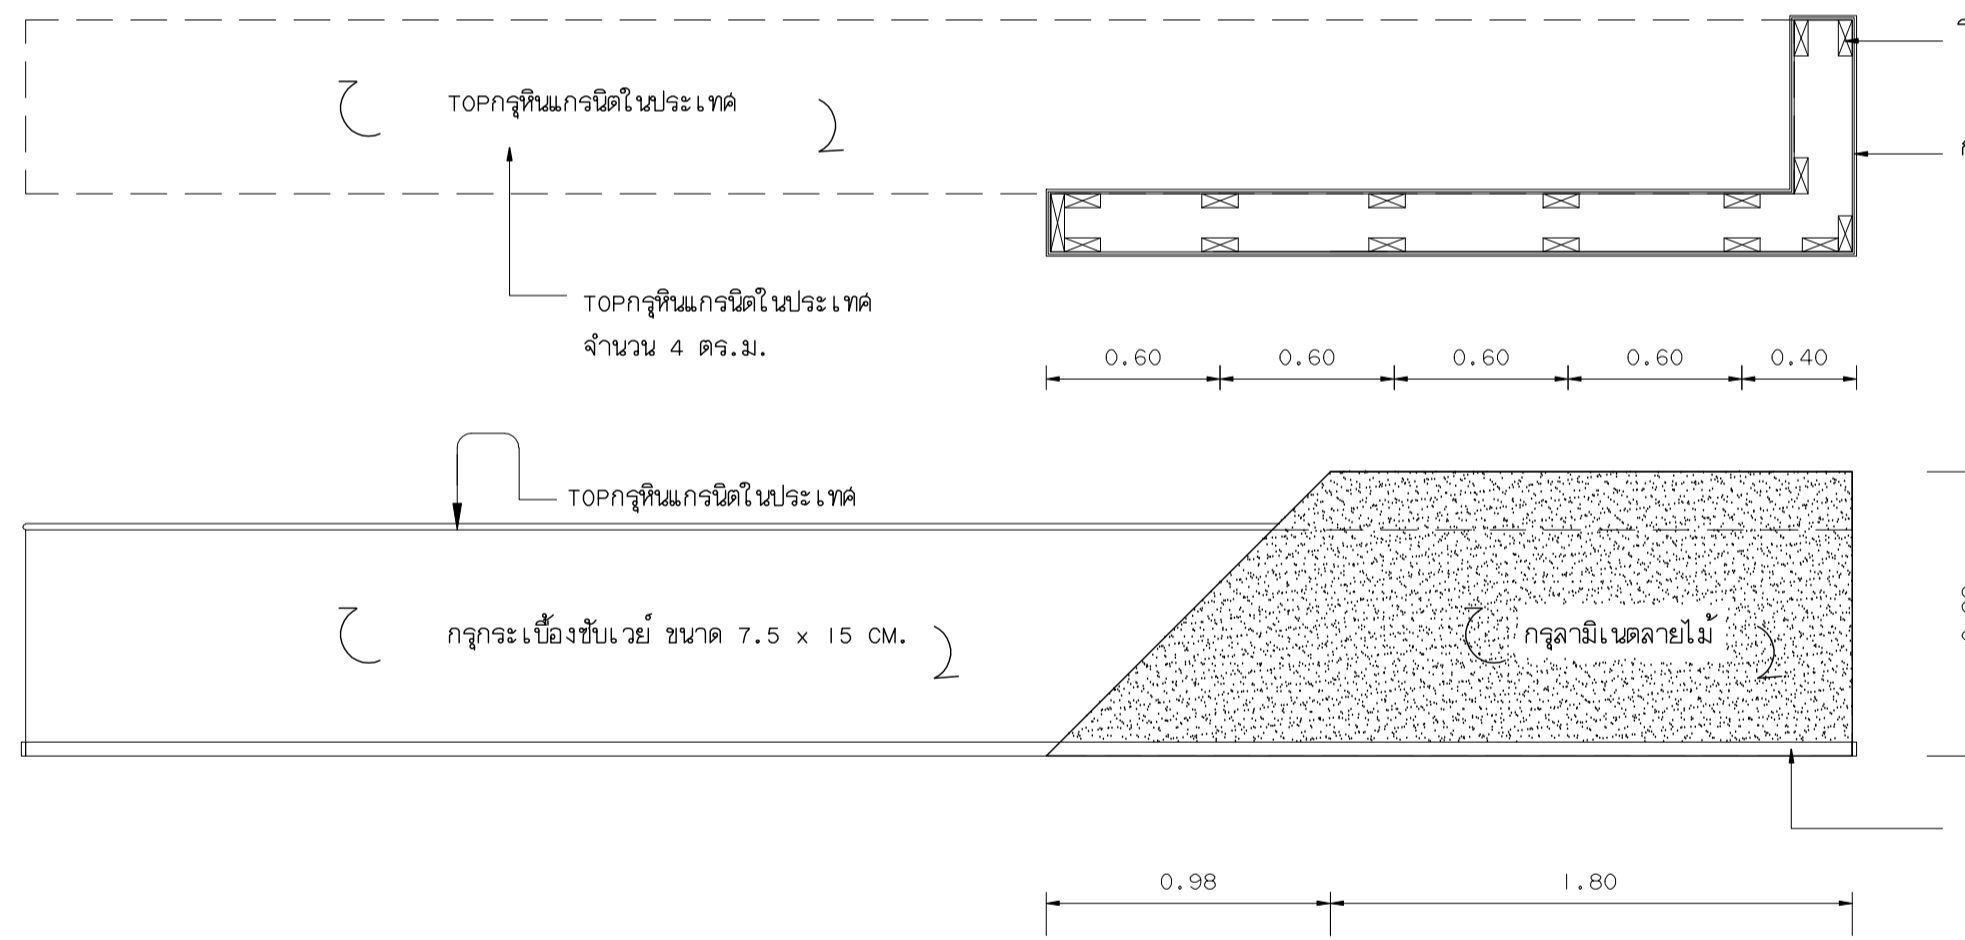 TOPกรุหินแกรนิตในประเทศ
TOPกรุหินแกรนิตในประเทศ
จำนวน 4 ตร.ม.
0.60 0.60 0.60 0.60 0.40
TOPกรุหินแกรนิตในประเทศ
กรุกระเบื้องซับเวย์ ขนาด 7.5 x 15 CM.
กรุลามิเนตลายไม้
0.98 1.80